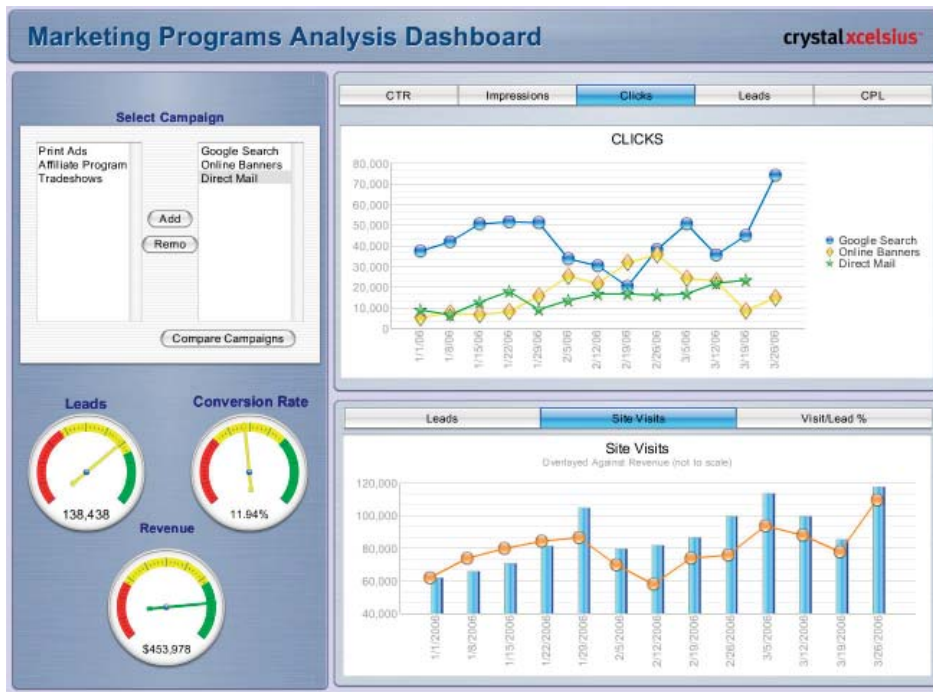 Marketing Programs Analysis Dashboard
crystal xcelsius
Select Campaign
Print Ads
Affiliate Program
Tradeshows
Add
Remo
Google Search
Online Banners
Direct Mail
Compare Campaigns
Leads
138,438
Conversion Rate
11.94%
Revenue
$453,978
CTR Impressions Clicks Leads CPL
CLICKS
80,000
70,000
60,000
50,000
40,000
30,000
20,000
10,000
0
1/1/06 1/8/06 1/15/06 1/22/06 1/29/06 2/5/06 2/12/06 2/19/06 2/26/06 3/5/06 3/12/06 3/19/06 3/26/06
Google Search
Online Banners
Direct Mail
Leads Site Visits Visit/Lead %
Site Visits
Overlayed Against Revenue (not to scale)
120,000
100,000
80,000
60,000
40,000
1/1/2006 1/8/2006 1/15/2006 1/22/2006 1/29/2006 2/5/2006 2/12/2006 2/19/2006 2/26/2006 3/5/2006 3/12/2006 3/19/2006 3/26/2006